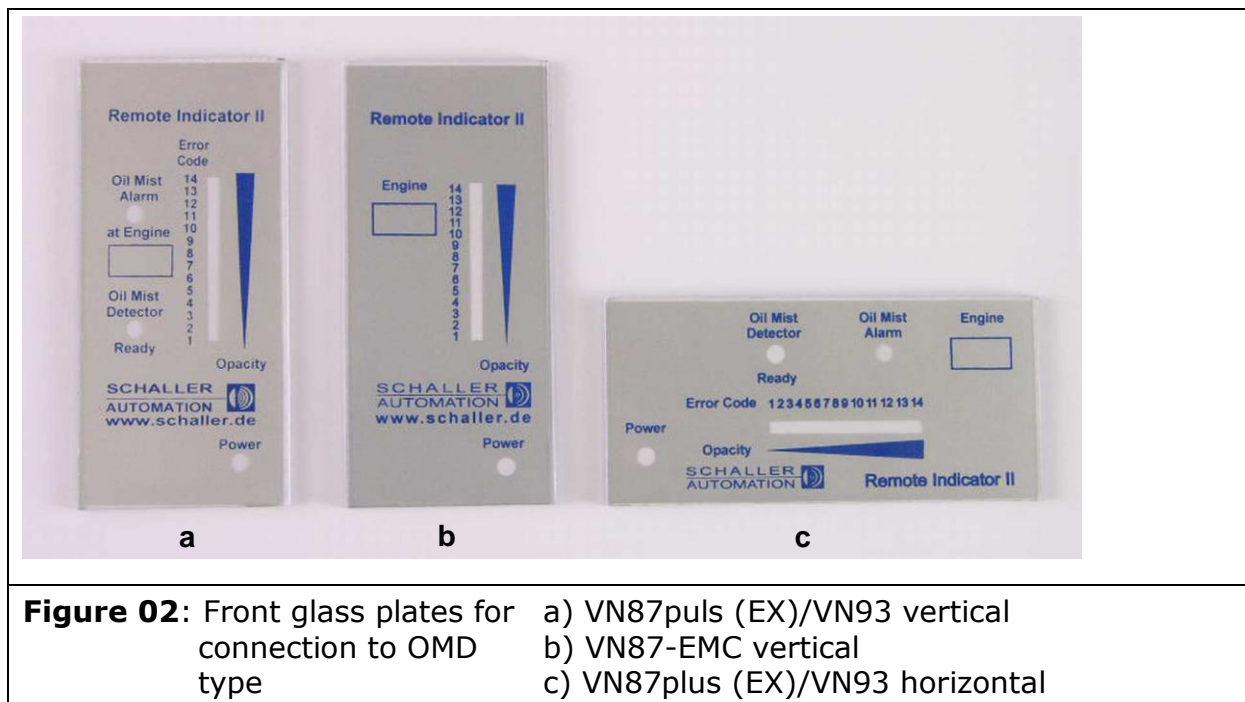 Remote Indicator II
Error
Code
Oil Mist
Alarm
at Engine
Oil Mist
Detector
Ready
14
13
12
11
10
9
8
7
6
5
4
3
2
1
Opacity
SCHALLER
AUTOMATION
www.schaller.de
Power
a
Remote Indicator II
Engine
14
13
12
11
10
9
8
7
6
5
4
3
2
1
Opacity
SCHALLER
AUTOMATION
www.schaller.de
Power
b
Oil Mist
Detector
Ready
Oil Mist
Alarm
Engine
Error Code 1 2 3 4 5 6 7 8 9 10 11 12 13 14
Power
Opacity
SCHALLER
AUTOMATION
Remote Indicator II
c
Figure 02: Front glass plates for
connection to OMD
type
a) VN87puls (EX)/VN93 vertical
b) VN87-EMC vertical
c) VN87plus (EX)/VN93 horizontal